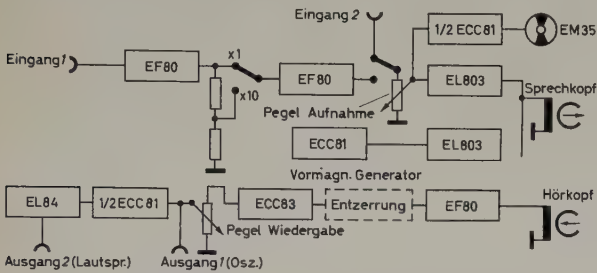 Eingang 2
1/2 ECC81
EM35
Eingang 1
EF80
x1
x10
EF80
EL803
Pegel Aufnahme
Sprechkopf
ECC81
EL803
Vormagn. Generator
EL84
1/2 ECC81
ECC83
Entzerrung
EF80
Hörkopf
Pegel Wiedergabe
Ausgang 2 (Lautspr.)
Ausgang 1 (Osz.)